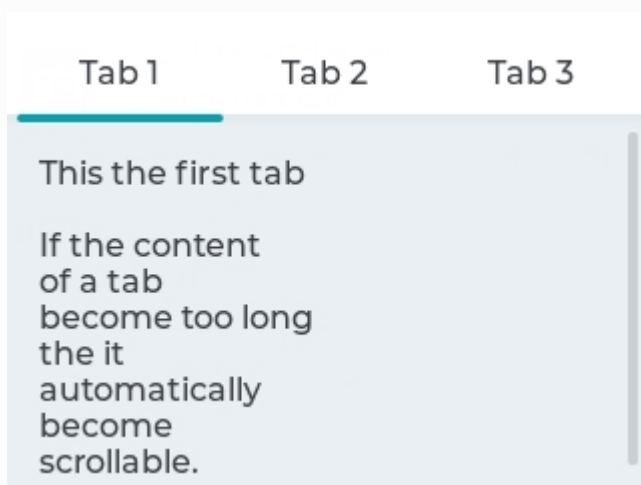 Tab 1 Tab 2 Tab 3
This the first tab
If the content
of a tab
become too long
the it
automatically
become
scrollable.